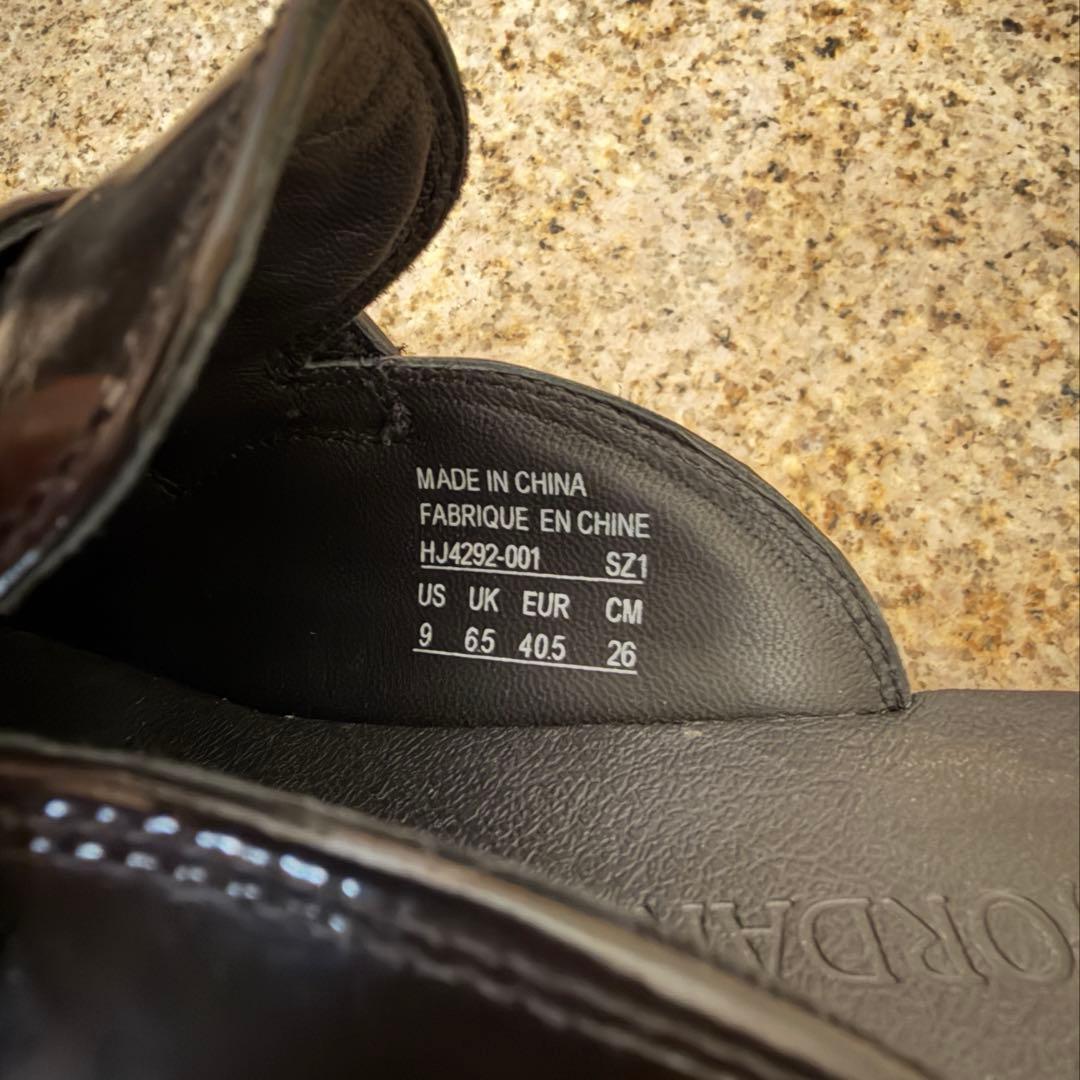 MADE IN CHINA
FABRIQUE EN CHINE
HJ4292-001 SZ1
US UK EUR CM
9 6.5 40.5 26
JORDAN